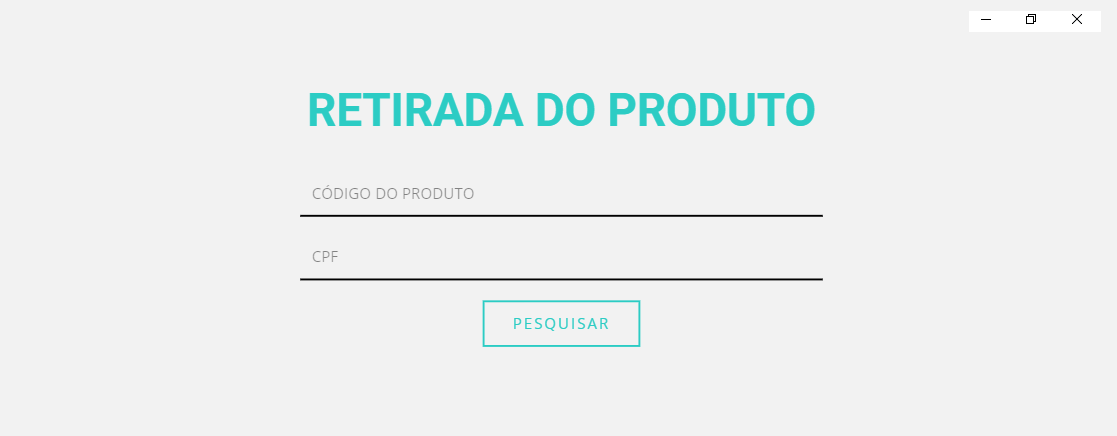 RETIRADA DO PRODUTO
CÓDIGO DO PRODUTO
CPF
PESQUISAR